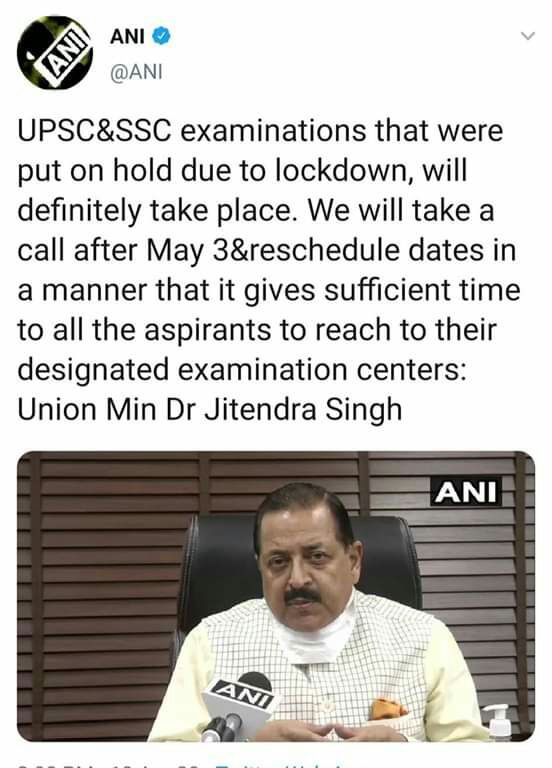 ANI
ANI
@ANI
UPSC&SSC examinations that were
put on hold due to lockdown, will
definitely take place. We will take a
call after May 3&reschedule dates in
a manner that it gives sufficient time
to all the aspirants to reach to their
designated examination centers:
Union Min Dr Jitendra Singh
ANI
ANI